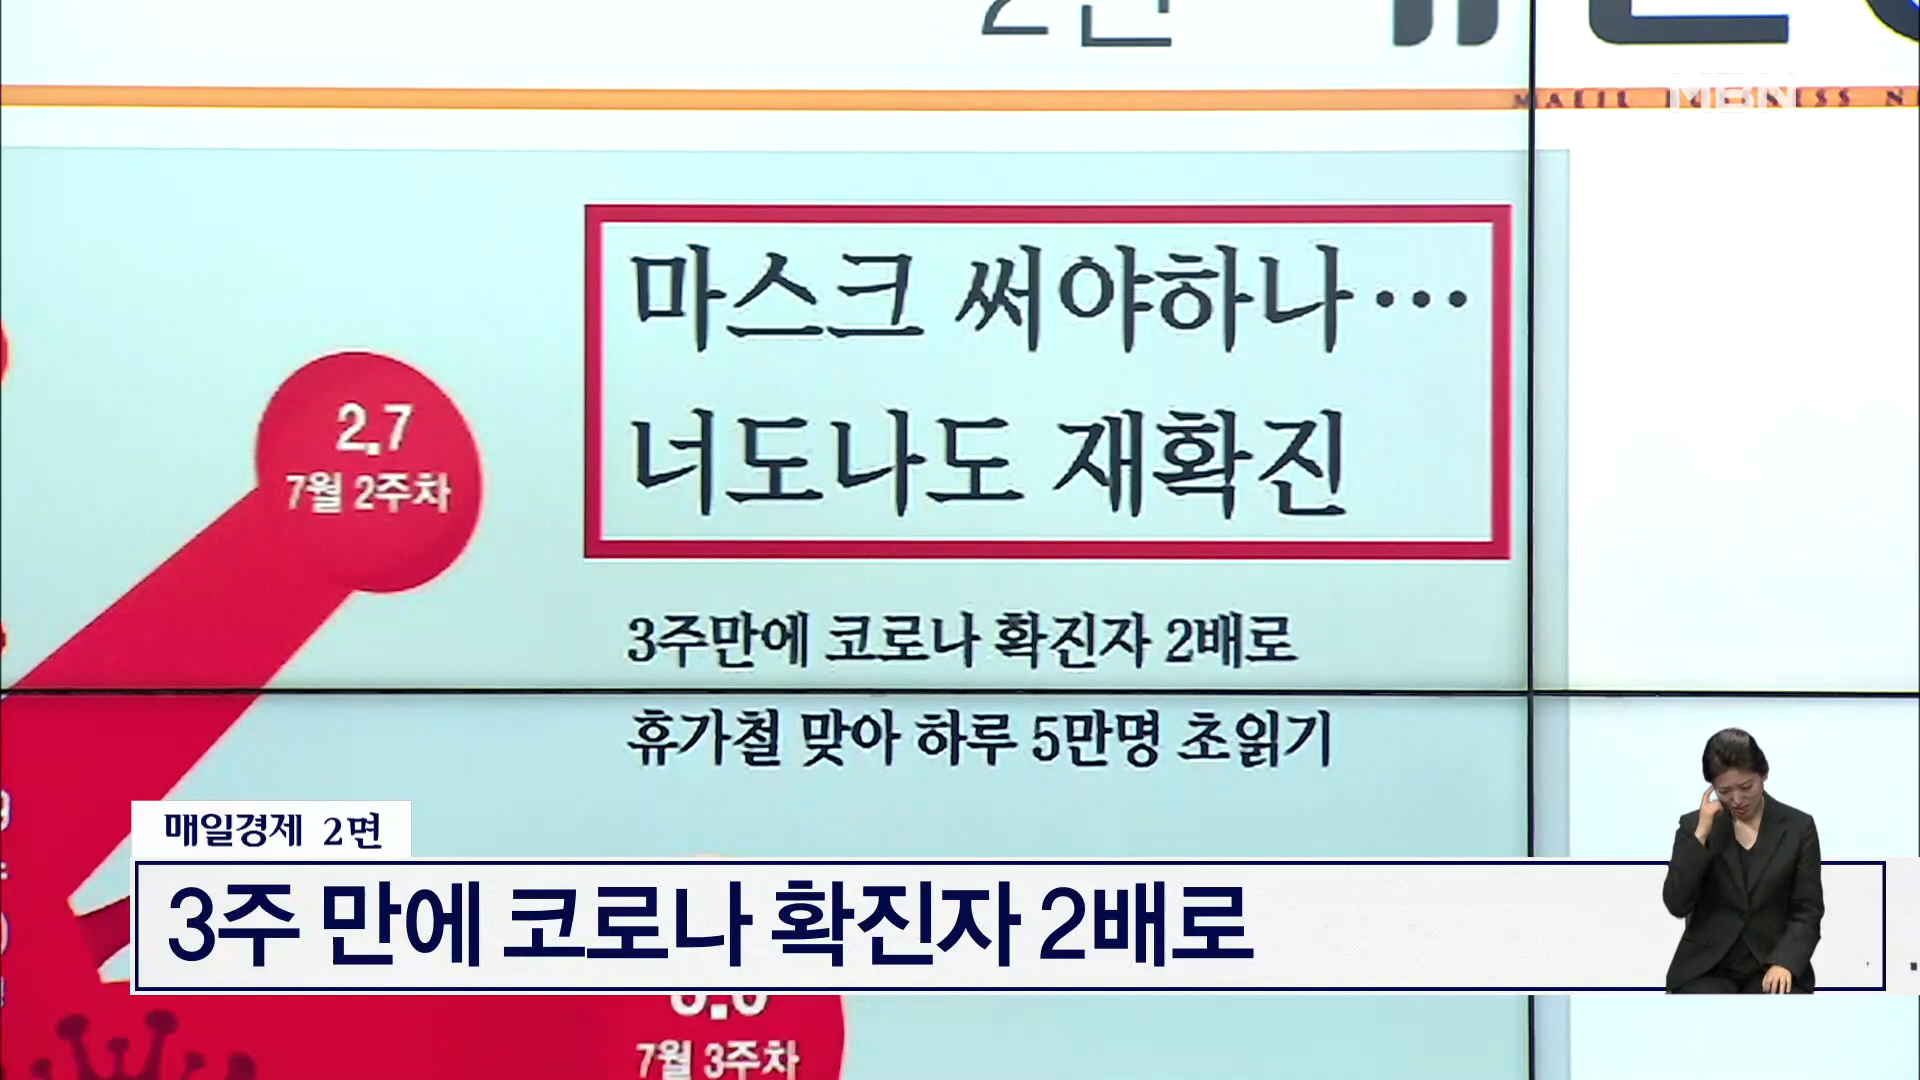 2면
MBN
마스크 써야하나…
너도나도 재확진
2.7
7월 2주차
3주만에 코로나 확진자 2배로
휴가철 맞아 하루 5만명 초읽기
매일경제 2면
3주 만에 코로나 확진자 2배로
7월 3주차